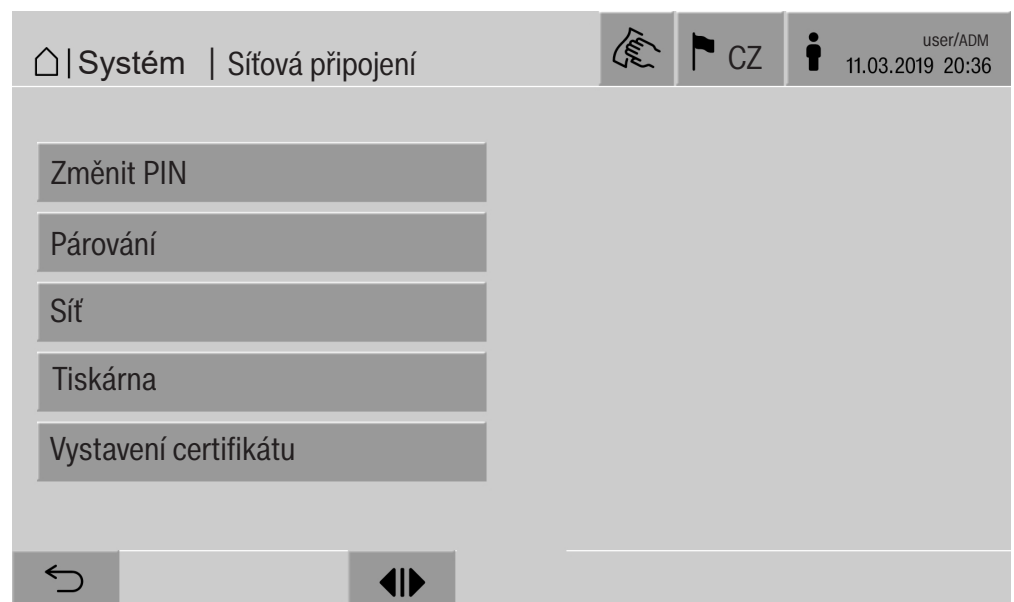 |Systém | Síťová připojení
CZ
user/ADM
11.03.2019 20:36
Změnit PIN
Párování
Síť
Tiskárna
Vystavení certifikátu